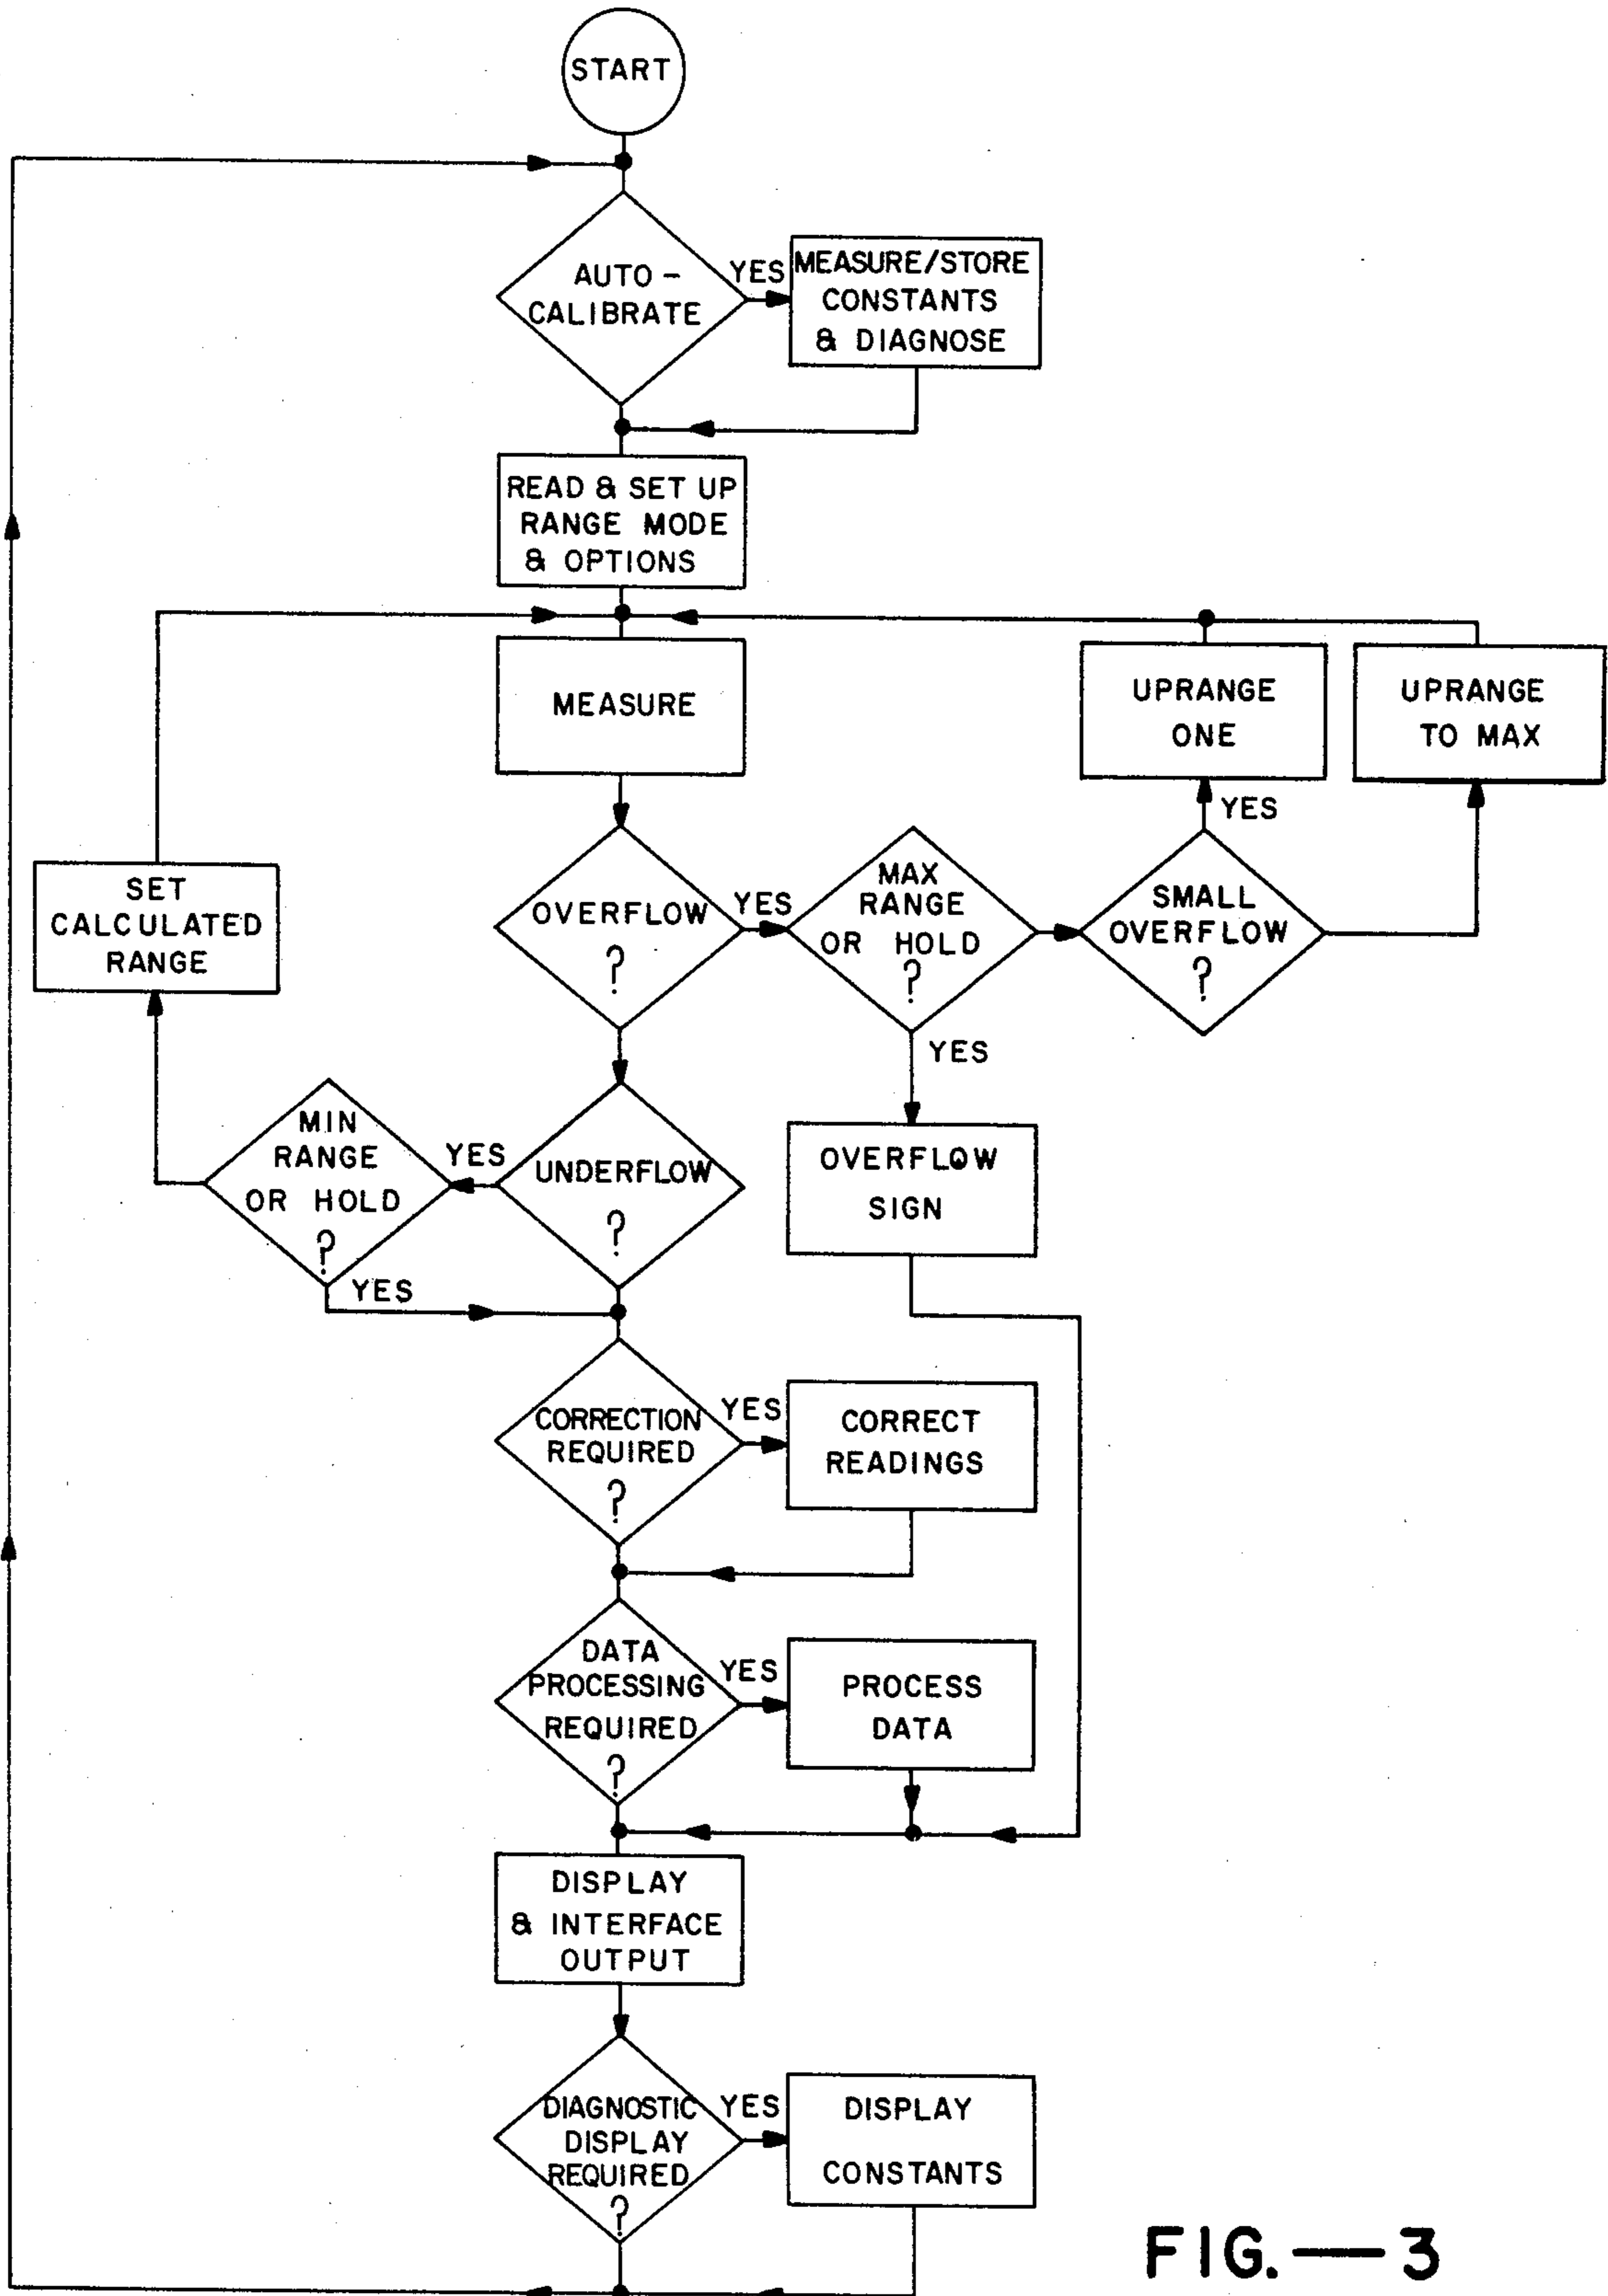 START
AUTO -
CALIBRATE
YES
MEASURE/STORE
CONSTANTS
& DIAGNOSE
READ & SET UP
RANGE MODE
& OPTIONS
MEASURE
UPRANGE
ONE
UPRANGE
TO MAX
YES
SET
CALCULATED
RANGE
OVERFLOW
?
YES
MAX
RANGE
OR HOLD
?
SMALL
OVERFLOW
?
YES
MIN
RANGE
OR HOLD
?
YES
UNDERFLOW
?
OVERFLOW
SIGN
YES
CORRECTION
REQUIRED
?
YES
CORRECT
READINGS
DATA
PROCESSING
REQUIRED
?
YES
PROCESS
DATA
DISPLAY
& INTERFACE
OUTPUT
DIAGNOSTIC
DISPLAY
REQUIRED
?
YES
DISPLAY
CONSTANTS
FIG.—3